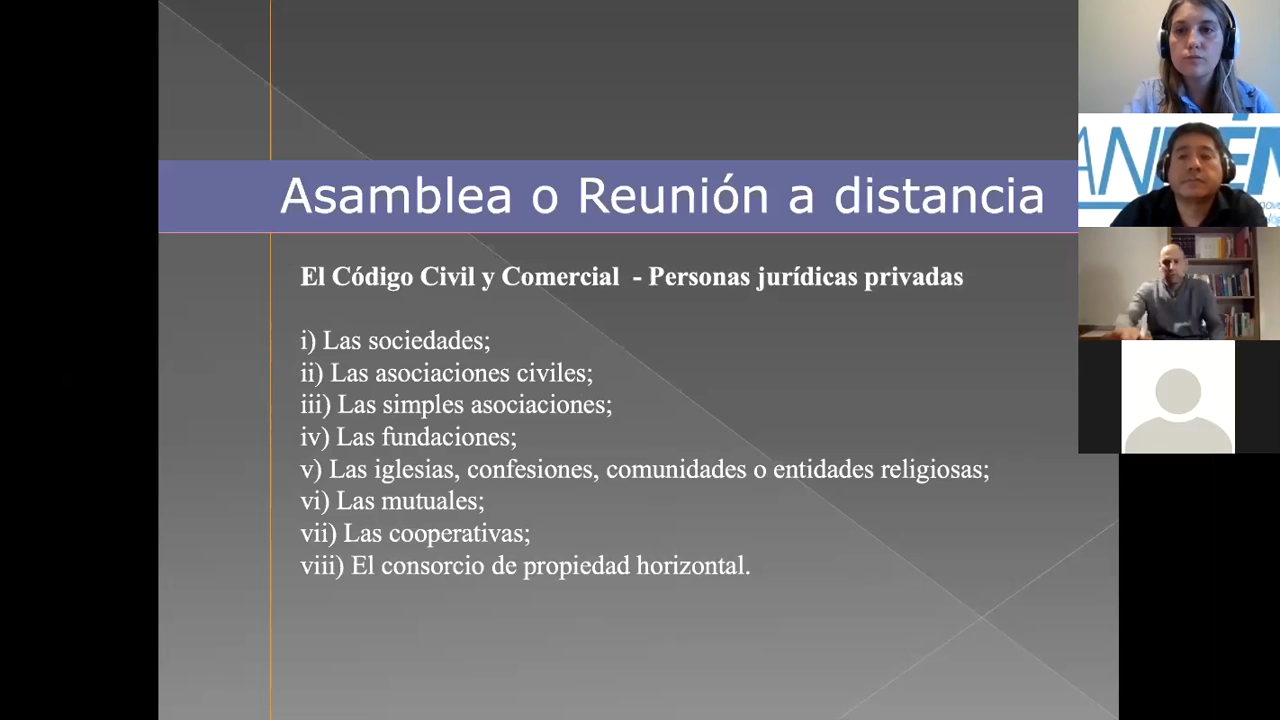 Asamblea o Reunión a distancia
El Código Civil y Comercial - Personas jurídicas privadas
i) Las sociedades;
ii) Las asociaciones civiles;
iii) Las simples asociaciones;
iv) Las fundaciones;
v) Las iglesias, confesiones, comunidades o entidades religiosas;
vi) Las mutuales;
vii) Las cooperativas;
viii) El consorcio de propiedad horizontal.